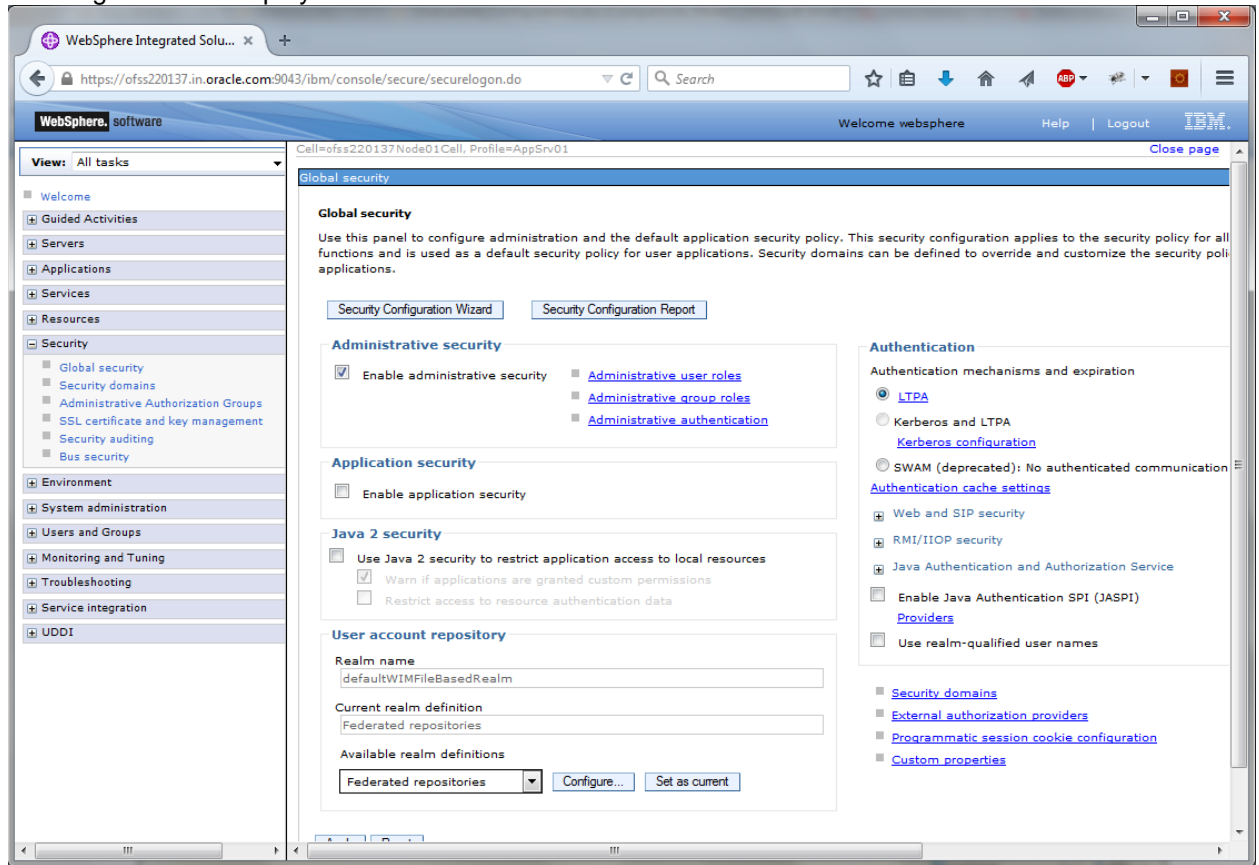 WebSphere Integrated Solu...
https://ofss220137.in.oracle.com:9043/ibm/console/secure/securelogon.do
Search
ABP
WebSphere. software
Welcome websphere
Help | Logout
IBM.
View: All tasks
Welcome
Guided Activities
Servers
Applications
Services
Resources
Security
Global security
Security domains
Administrative Authorization Groups
SSL certificate and key management
Security auditing
Bus security
Environment
System administration
Users and Groups
Monitoring and Tuning
Troubleshooting
Service integration
UDDI
Cell=ofss220137Node01Cell, Profile=AppSrv01
Close page
Global security
Global security
Use this panel to configure administration and the default application security policy. This security configuration applies to the security policy for all
functions and is used as a default security policy for user applications. Security domains can be defined to override and customize the security poli
applications.
Security Configuration Wizard
Security Configuration Report
Administrative security
Enable administrative security
Administrative user roles
Administrative group roles
Administrative authentication
Application security
Enable application security
Java 2 security
Use Java 2 security to restrict application access to local resources
Warn if applications are granted custom permissions
Restrict access to resource authentication data
User account repository
Realm name
defaultWIMFileBasedRealm
Current realm definition
Federated repositories
Available realm definitions
Federated repositories
Configure...
Set as current
Authentication
Authentication mechanisms and expiration
LTPA
Kerberos and LTPA
Kerberos configuration
SWAM (deprecated): No authenticated communication
Authentication cache settings
Web and SIP security
RMI/IIOP security
Java Authentication and Authorization Service
Enable Java Authentication SPI (JASPI)
Providers
Use realm-qualified user names
Security domains
External authorization providers
Programmatic session cookie configuration
Custom properties